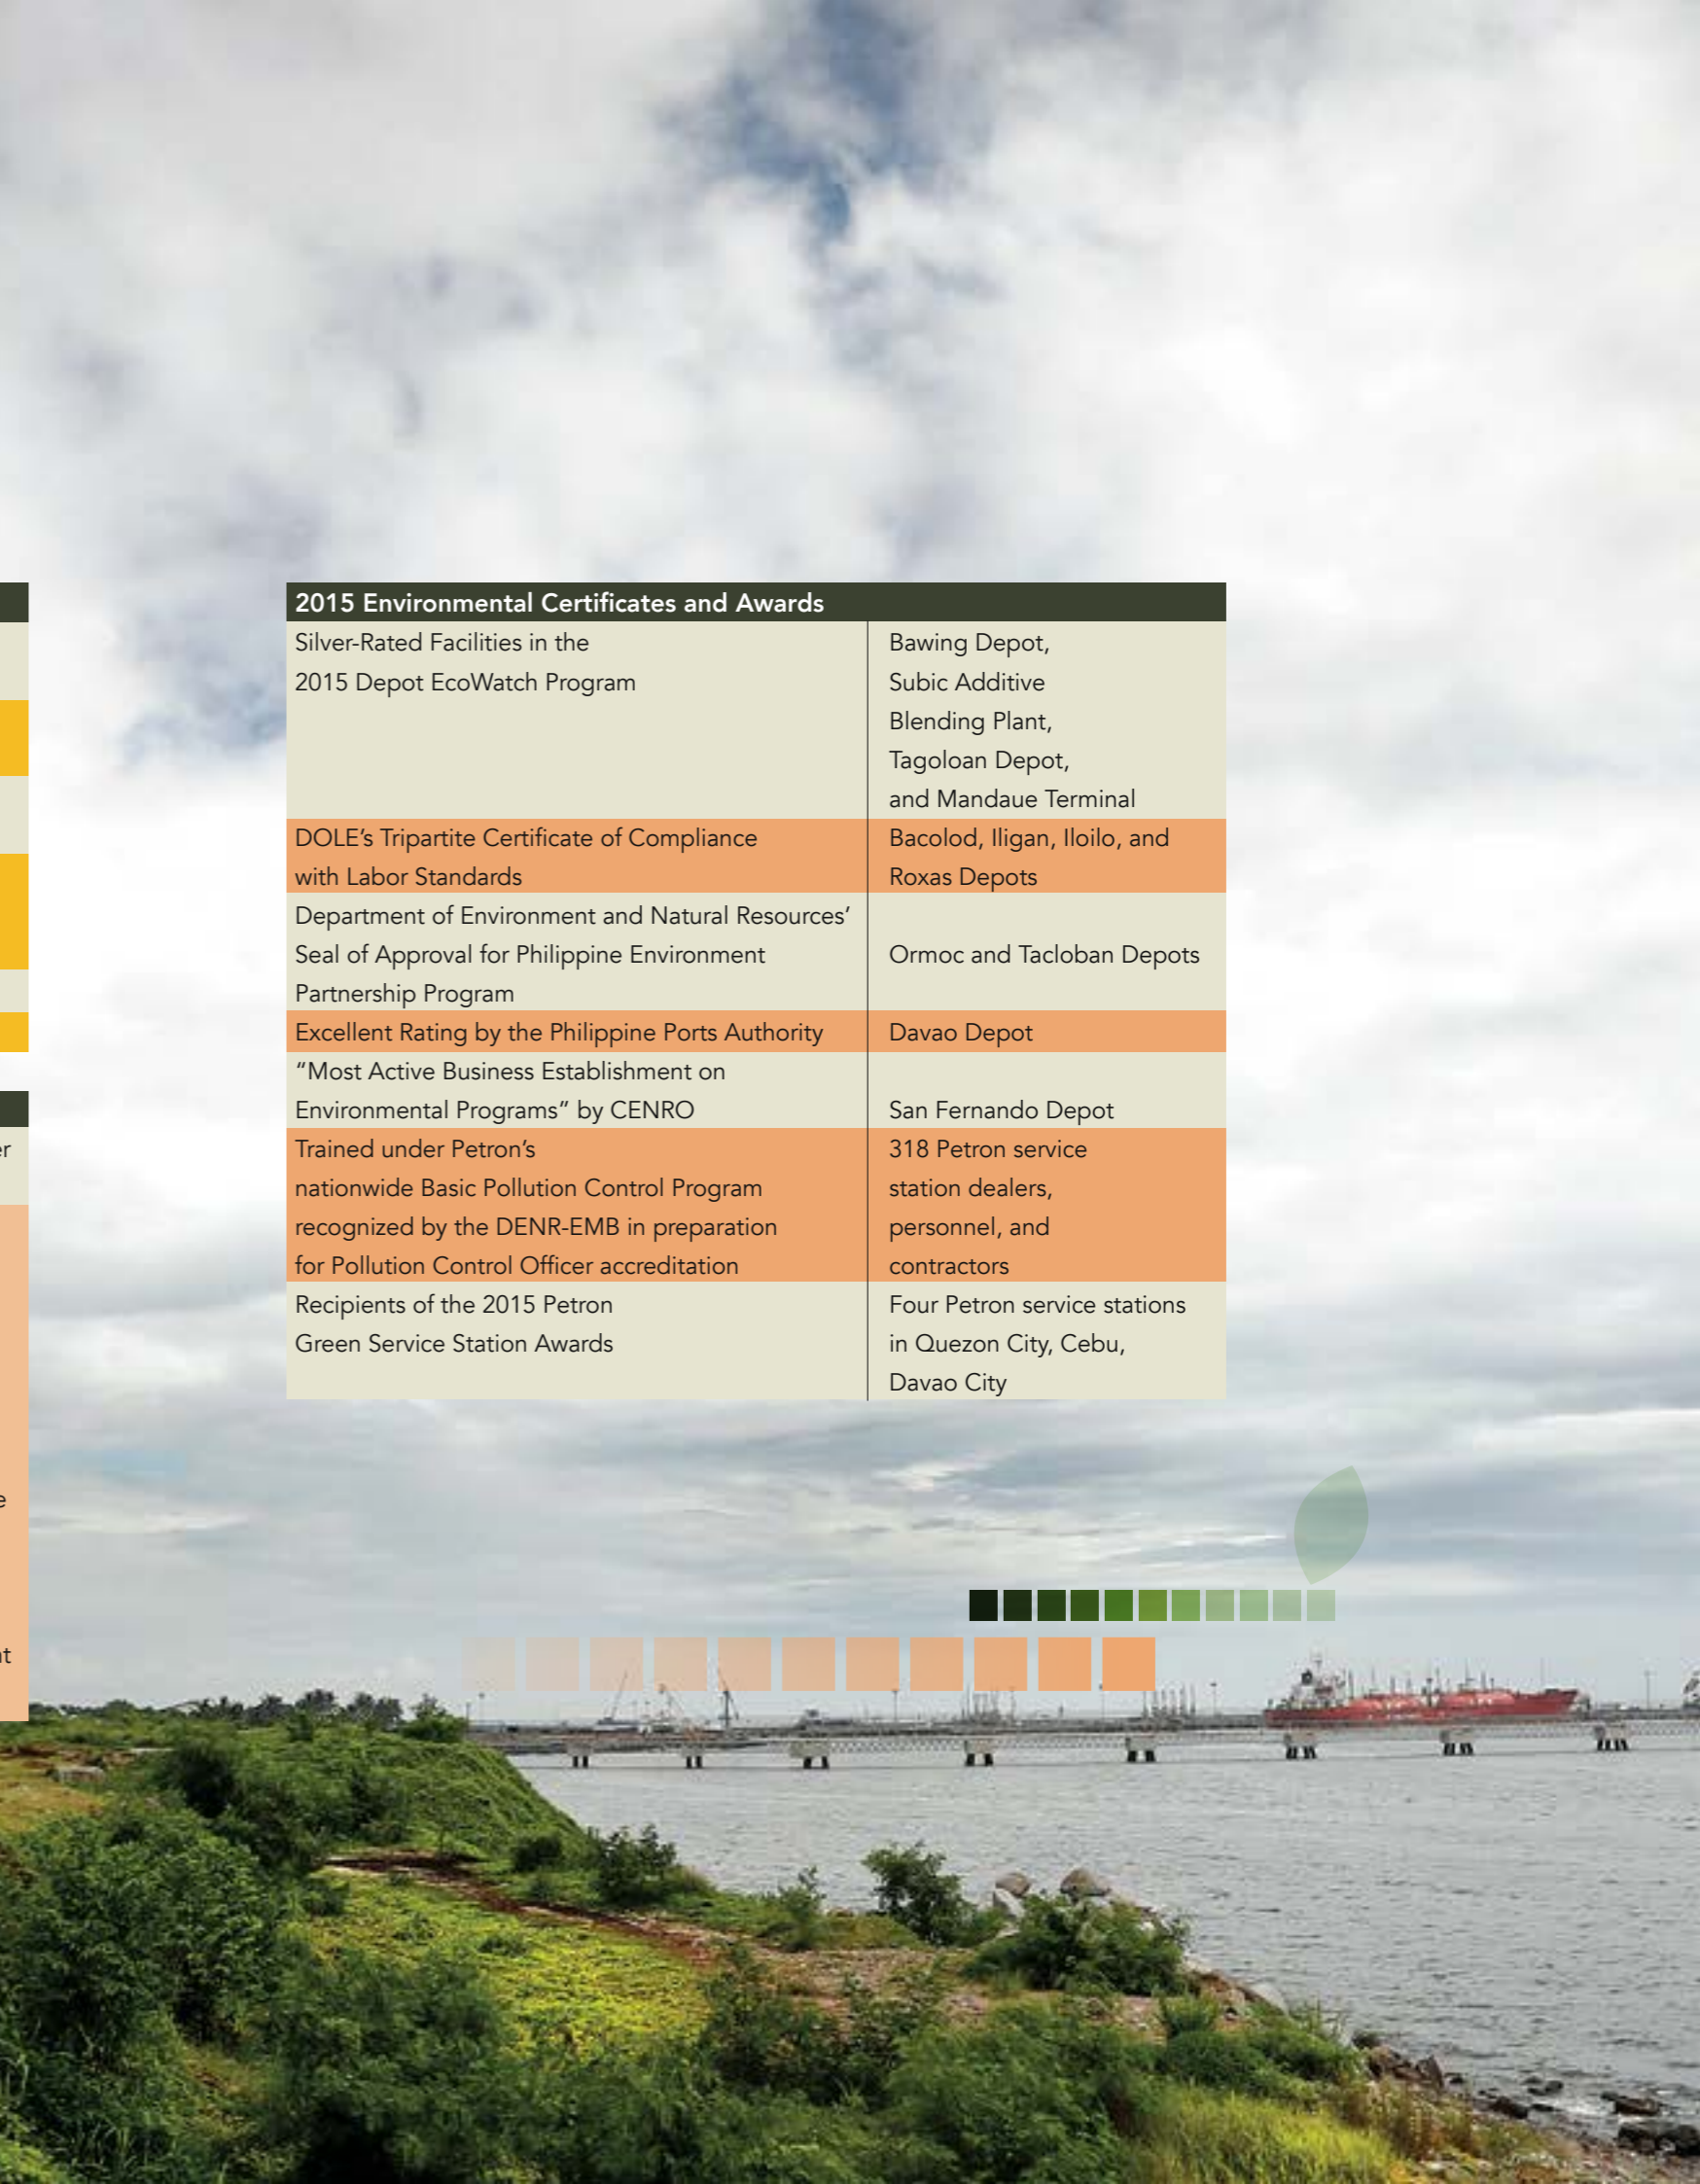 2015 Environmental Certificates and Awards
Silver-Rated Facilities in the
2015 Depot EcoWatch Program
Bawing Depot,
Subic Additive
Blending Plant,
Tagoloan Depot,
and Mandaue Terminal
DOLE’s Tripartite Certificate of Compliance
with Labor Standards
Bacolod, Iligan, Iloilo, and
Roxas Depots
Department of Environment and Natural Resources’
Seal of Approval for Philippine Environment
Partnership Program
Ormoc and Tacloban Depots
Excellent Rating by the Philippine Ports Authority
Davao Depot
“Most Active Business Establishment on
Environmental Programs” by CENRO
San Fernando Depot
Trained under Petron’s
nationwide Basic Pollution Control Program
recognized by the DENR-EMB in preparation
for Pollution Control Officer accreditation
318 Petron service
station dealers,
personnel, and
contractors
Recipients of the 2015 Petron
Green Service Station Awards
Four Petron service stations
in Quezon City, Cebu,
Davao City